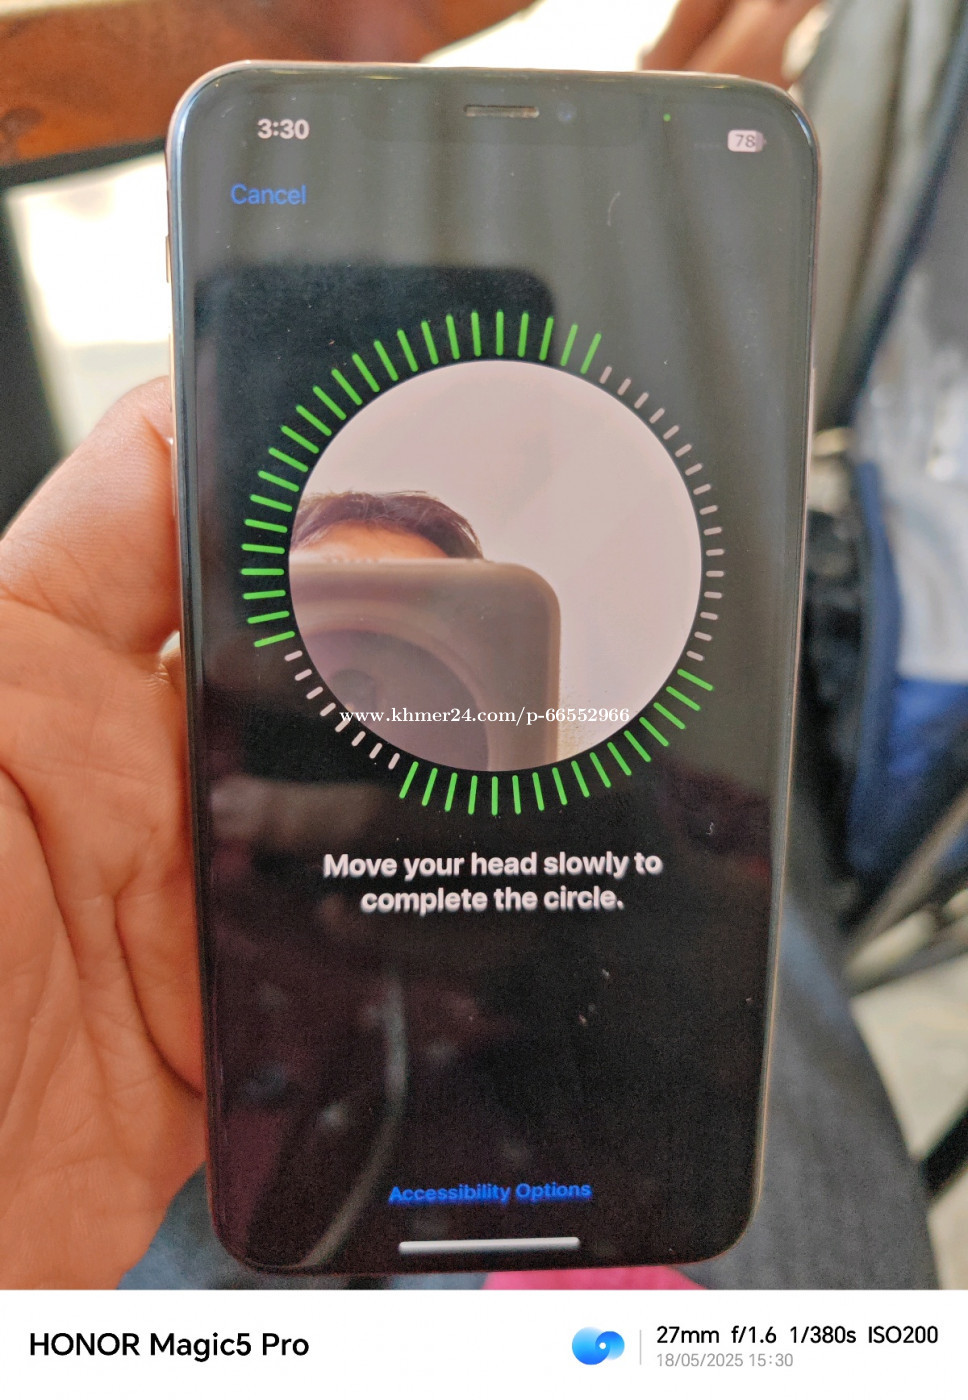 3:30
78
Cancel
www.khmer24.com/p-66552966
Move your head slowly to
complete the circle.
Accessibility Options
HONOR Magic5 Pro
27mm f/1.6 1/380s ISO200
18/05/2025 15:30